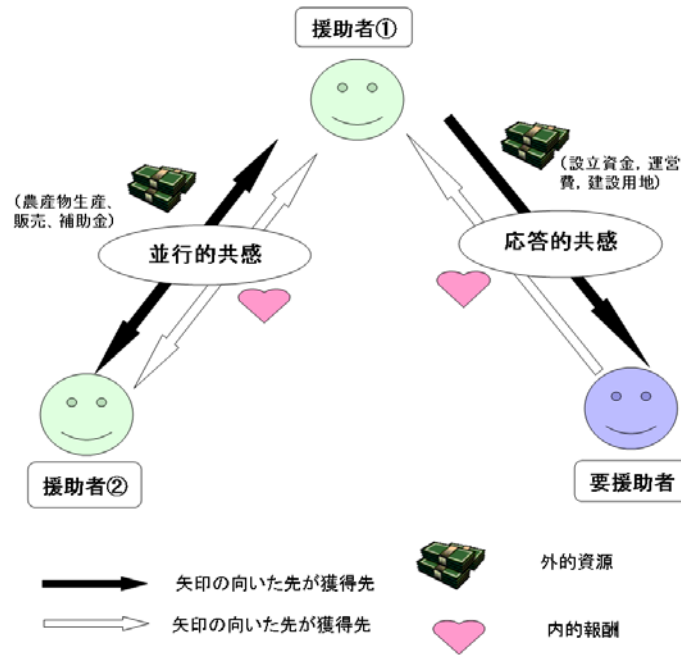 援助者①
(設立資金,運営
費,建設用地)
(農産物生産、
販売、補助金)
並行的共感
応答的共感
援助者②
要援助者
矢印の向いた先が獲得先
外的資源
矢印の向いた先が獲得先
内的報酬